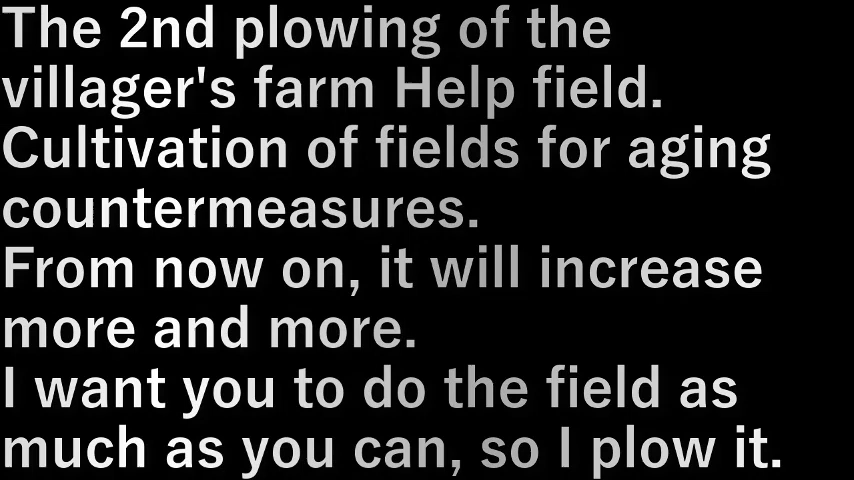 The 2nd plowing of the
villager's farm Help field.
Cultivation of fields for aging
countermeasures.
From now on, it will increase
more and more.
I want you to do the field as
much as you can, so I plow it.